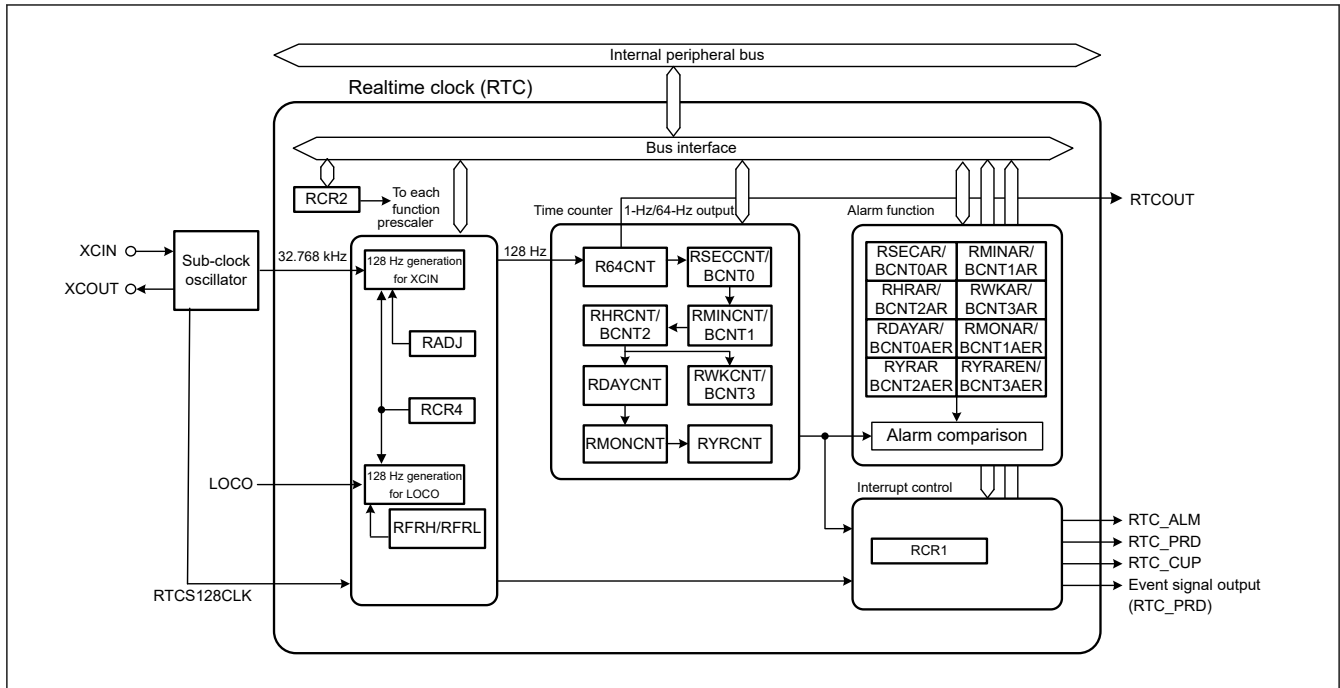 Internal peripheral bus
Realtime clock (RTC)
Bus interface
RCR2
To each
function
prescaler
Time counter
1-Hz/64-Hz output
Alarm function
RTCOUT
XCIN
XCOUT
Sub-clock
oscillator
32.768 kHz
128 Hz generation
for XCIN
RADJ
RCR4
LOCO
128 Hz generation
for LOCO
RFRH/RFRL
RTCS128CLK
128 Hz
R64CNT
RSECCNT/
BCNT0
RHRCNT/
BCNT2
RMINCNT/
BCNT1
RDAYCNT
RWKCNT/
BCNT3
RMONCNT
RYRCNT
RSECAR/
BCNT0AR
RMINAR/
BCNT1AR
RHRAR/
BCNT2AR
RWKAR/
BCNT3AR
RDAYAR/
BCNT0AER
RMONAR/
BCNT1AER
RYRAR
BCNT2AER
RYRAREN/
BCNT3AER
Alarm comparison
Interrupt control
RCR1
RTC_ALM
RTC_PRD
RTC_CUP
Event signal output
(RTC_PRD)